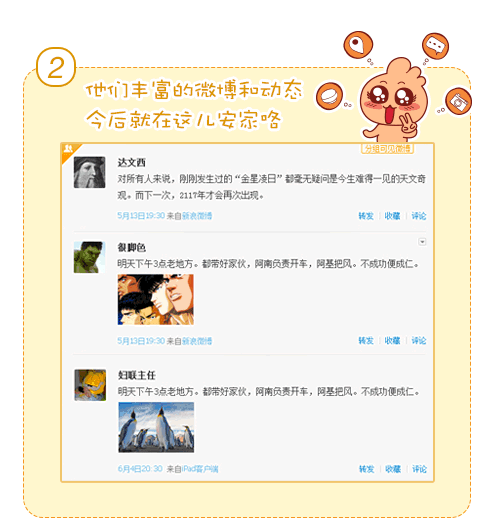 2
他们丰富的微博和动态
今后就在这儿安家咯
分组可见微博
达文西
对所有人来说，刚刚发生过的“金星凌日”都毫无疑问是今生难得一见的天文奇
观。而下一次，2117年才会再次出现。
5月13日19:30 来自新浪微博
转发 | 收藏 | 评论
很脚色
明天下午3点老地方。都带好家伙，阿南负责开车，阿基把风。不成功便成仁。
5月13日19:30 来自新浪微博
转发 | 收藏 | 评论
妇联主任
明天下午3点老地方。都带好家伙，阿南负责开车，阿基把风。不成功便成仁。
6月4日20:30 来自iPad客户端
转发 | 收藏 | 评论